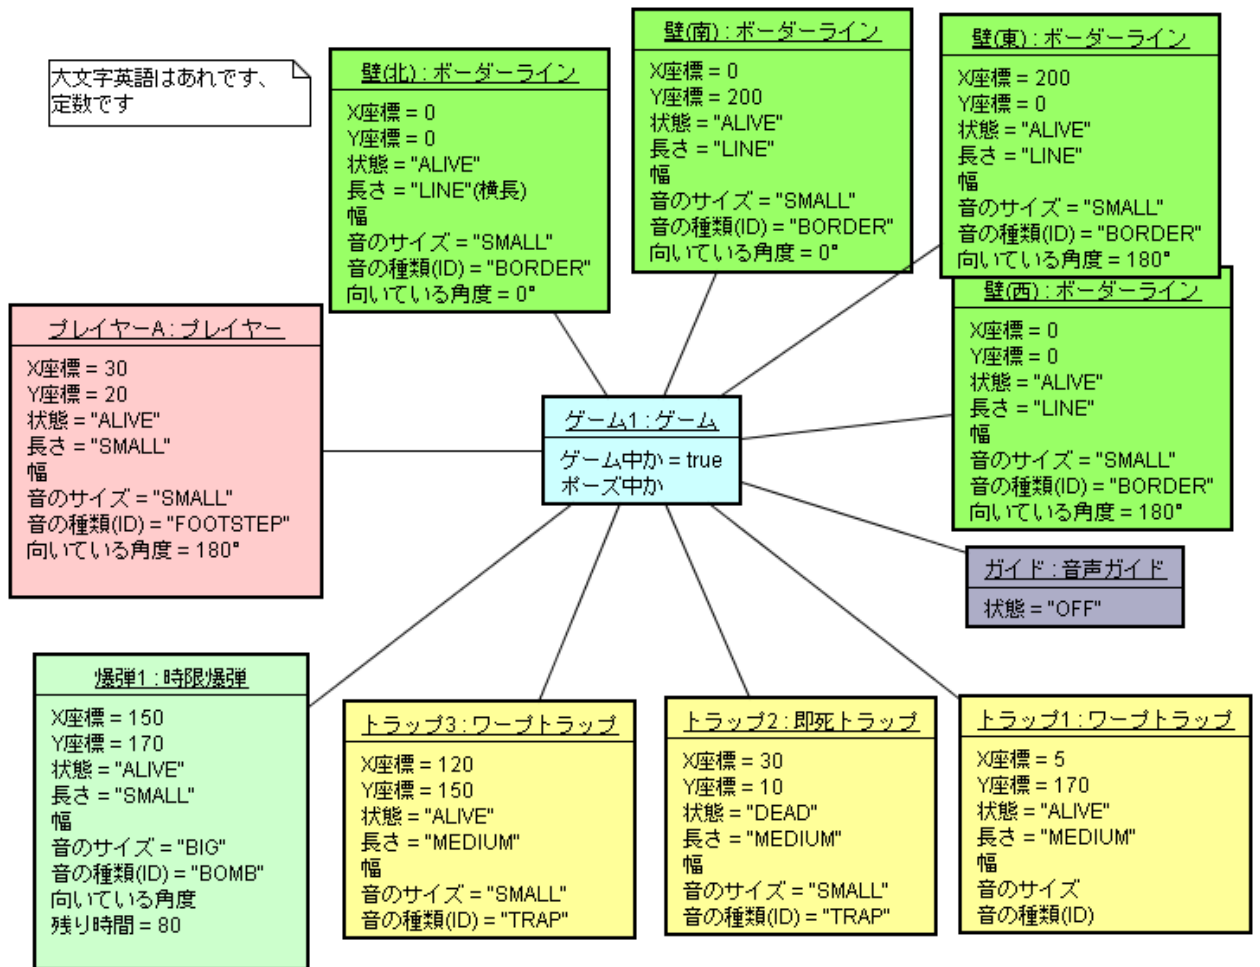 大文字英語はあれです、
定数です
壁(北) : ボーダーライン
X座標 = 0
Y座標 = 0
状態 = "ALIVE"
長さ = "LINE"(横長)
幅
音のサイズ = "SMALL"
音の種類(ID) = "BORDER"
向いている角度 = 0°
壁(南) : ボーダーライン
X座標 = 0
Y座標 = 200
状態 = "ALIVE"
長さ = "LINE"
幅
音のサイズ = "SMALL"
音の種類(ID) = "BORDER"
向いている角度 = 0°
壁(東) : ボーダーライン
X座標 = 200
Y座標 = 0
状態 = "ALIVE"
長さ = "LINE"
幅
音のサイズ = "SMALL"
音の種類(ID) = "BORDER"
向いている角度 = 180°
壁(西) : ボーダーライン
X座標 = 0
Y座標 = 0
状態 = "ALIVE"
長さ = "LINE"
幅
音のサイズ = "SMALL"
音の種類(ID) = "BORDER"
向いている角度 = 180°
プレイヤーA : プレイヤー
X座標 = 30
Y座標 = 20
状態 = "ALIVE"
長さ = "SMALL"
幅
音のサイズ = "SMALL"
音の種類(ID) = "FOOTSTEP"
向いている角度 = 180°
ゲーム1 : ゲーム
ゲーム中か = true
ポーズ中か
ガイド : 音声ガイド
状態 = "OFF"
爆弾1 : 時限爆弾
X座標 = 150
Y座標 = 170
状態 = "ALIVE"
長さ = "SMALL"
幅
音のサイズ = "BIG"
音の種類(ID) = "BOMB"
向いている角度
残り時間 = 80
トラップ3 : ワープトラップ
X座標 = 120
Y座標 = 150
状態 = "ALIVE"
長さ = "MEDIUM"
幅
音のサイズ = "SMALL"
音の種類(ID) = "TRAP"
トラップ2 : 即死トラップ
X座標 = 30
Y座標 = 10
状態 = "DEAD"
長さ = "MEDIUM"
幅
音のサイズ = "SMALL"
音の種類(ID) = "TRAP"
トラップ1 : ワープトラップ
X座標 = 5
Y座標 = 170
状態 = "ALIVE"
長さ = "MEDIUM"
幅
音のサイズ
音の種類(ID)